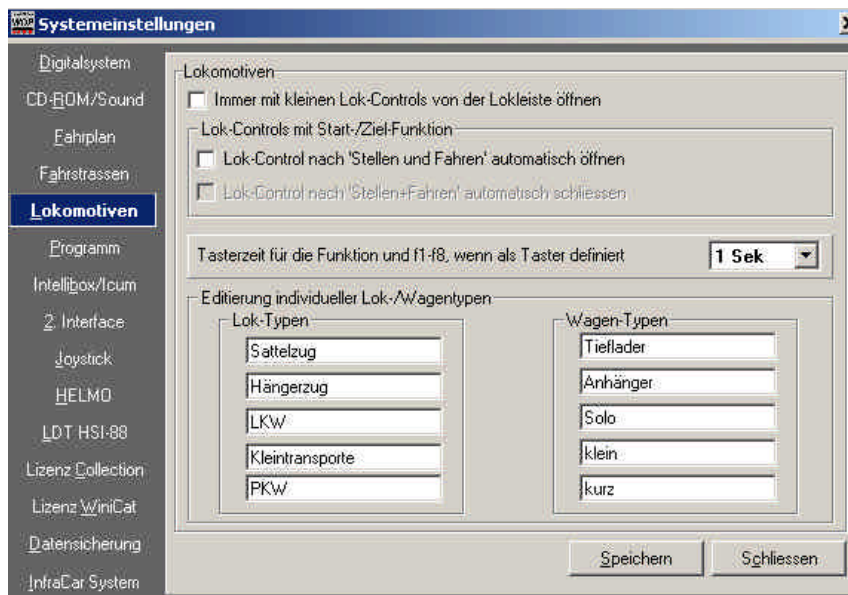 Systemeinstellungen
Digitalsystem
CD-ROM/Sound
Fahrplan
Fahrstrassen
Lokomotiven
Programm
Intellibox/Icum
2. Interface
Joystick
HELMO
LDT HSI-88
Lizenz Collection
Lizenz WiniCat
Datensicherung
InfraCar System
Lokomotiven
Immer mit kleinen Lok-Controls von der Lokleiste öffnen
Lok-Controls mit Start-/Ziel-Funktion
Lok-Control nach 'Stellen und Fahren' automatisch öffnen
Lok-Control nach 'Stellen+Fahren' automatisch schliessen
Tasterzeit für die Funktion und f1-f8, wenn als Taster definiert
1 Sek
Editierung individueller Lok-/Wagentypen
Lok-Typen
Sattelzug
Hängerzug
LKW
Kleintransporte
PKW
Wagen-Typen
Tieflader
Anhänger
Solo
klein
kurz
Speichern
Schliessen